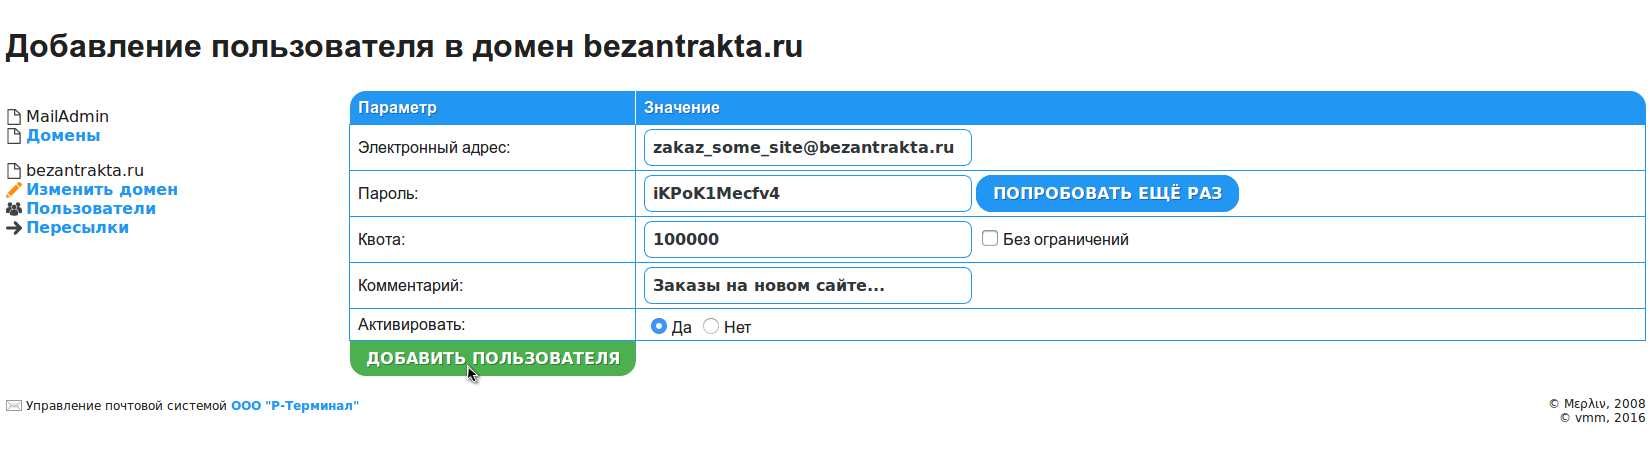 Добавление пользователя в домен bezantrakta.ru
MailAdmin
Домены
bezantrakta.ru
Изменить домен
Пользователи
Пересылки
Параметр Значение
Электронный адрес: zakaz_some_site@bezantrakta.ru
Пароль: iKPoK1Mecfv4 ПОПРОБОВАТЬ ЕЩЁ РАЗ
Квота: 100000 Без ограничений
Комментарий: Заказы на новом сайте...
Активировать: Да Нет
ДОБАВИТЬ ПОЛЬЗОВАТЕЛЯ
Управление почтовой системой ООО "Р-Терминал"
© Μερλιν, 2008
© vmm, 2016